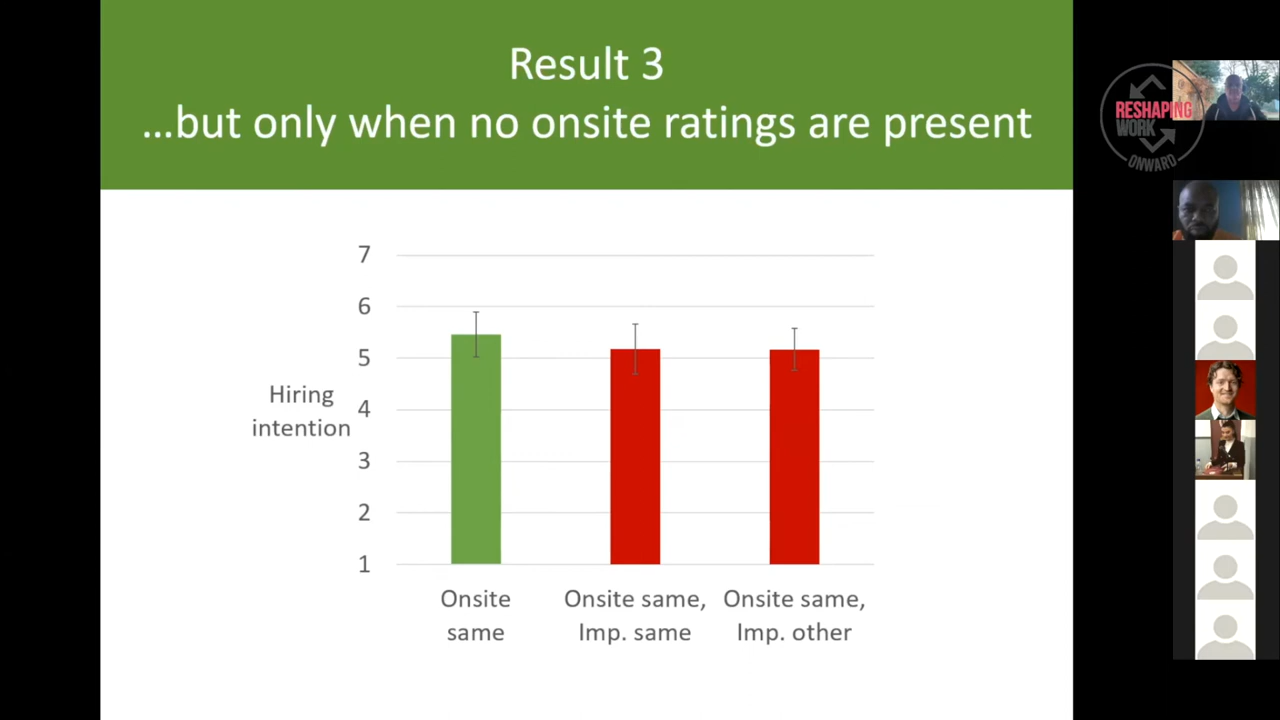 Result 3
...but only when no onsite ratings are present
RESHAPING
WORK
ONWARD
7
6
5
4
3
2
1
Hiring
intention
Onsite
same
Onsite same,
Imp. same
Onsite same,
Imp. other